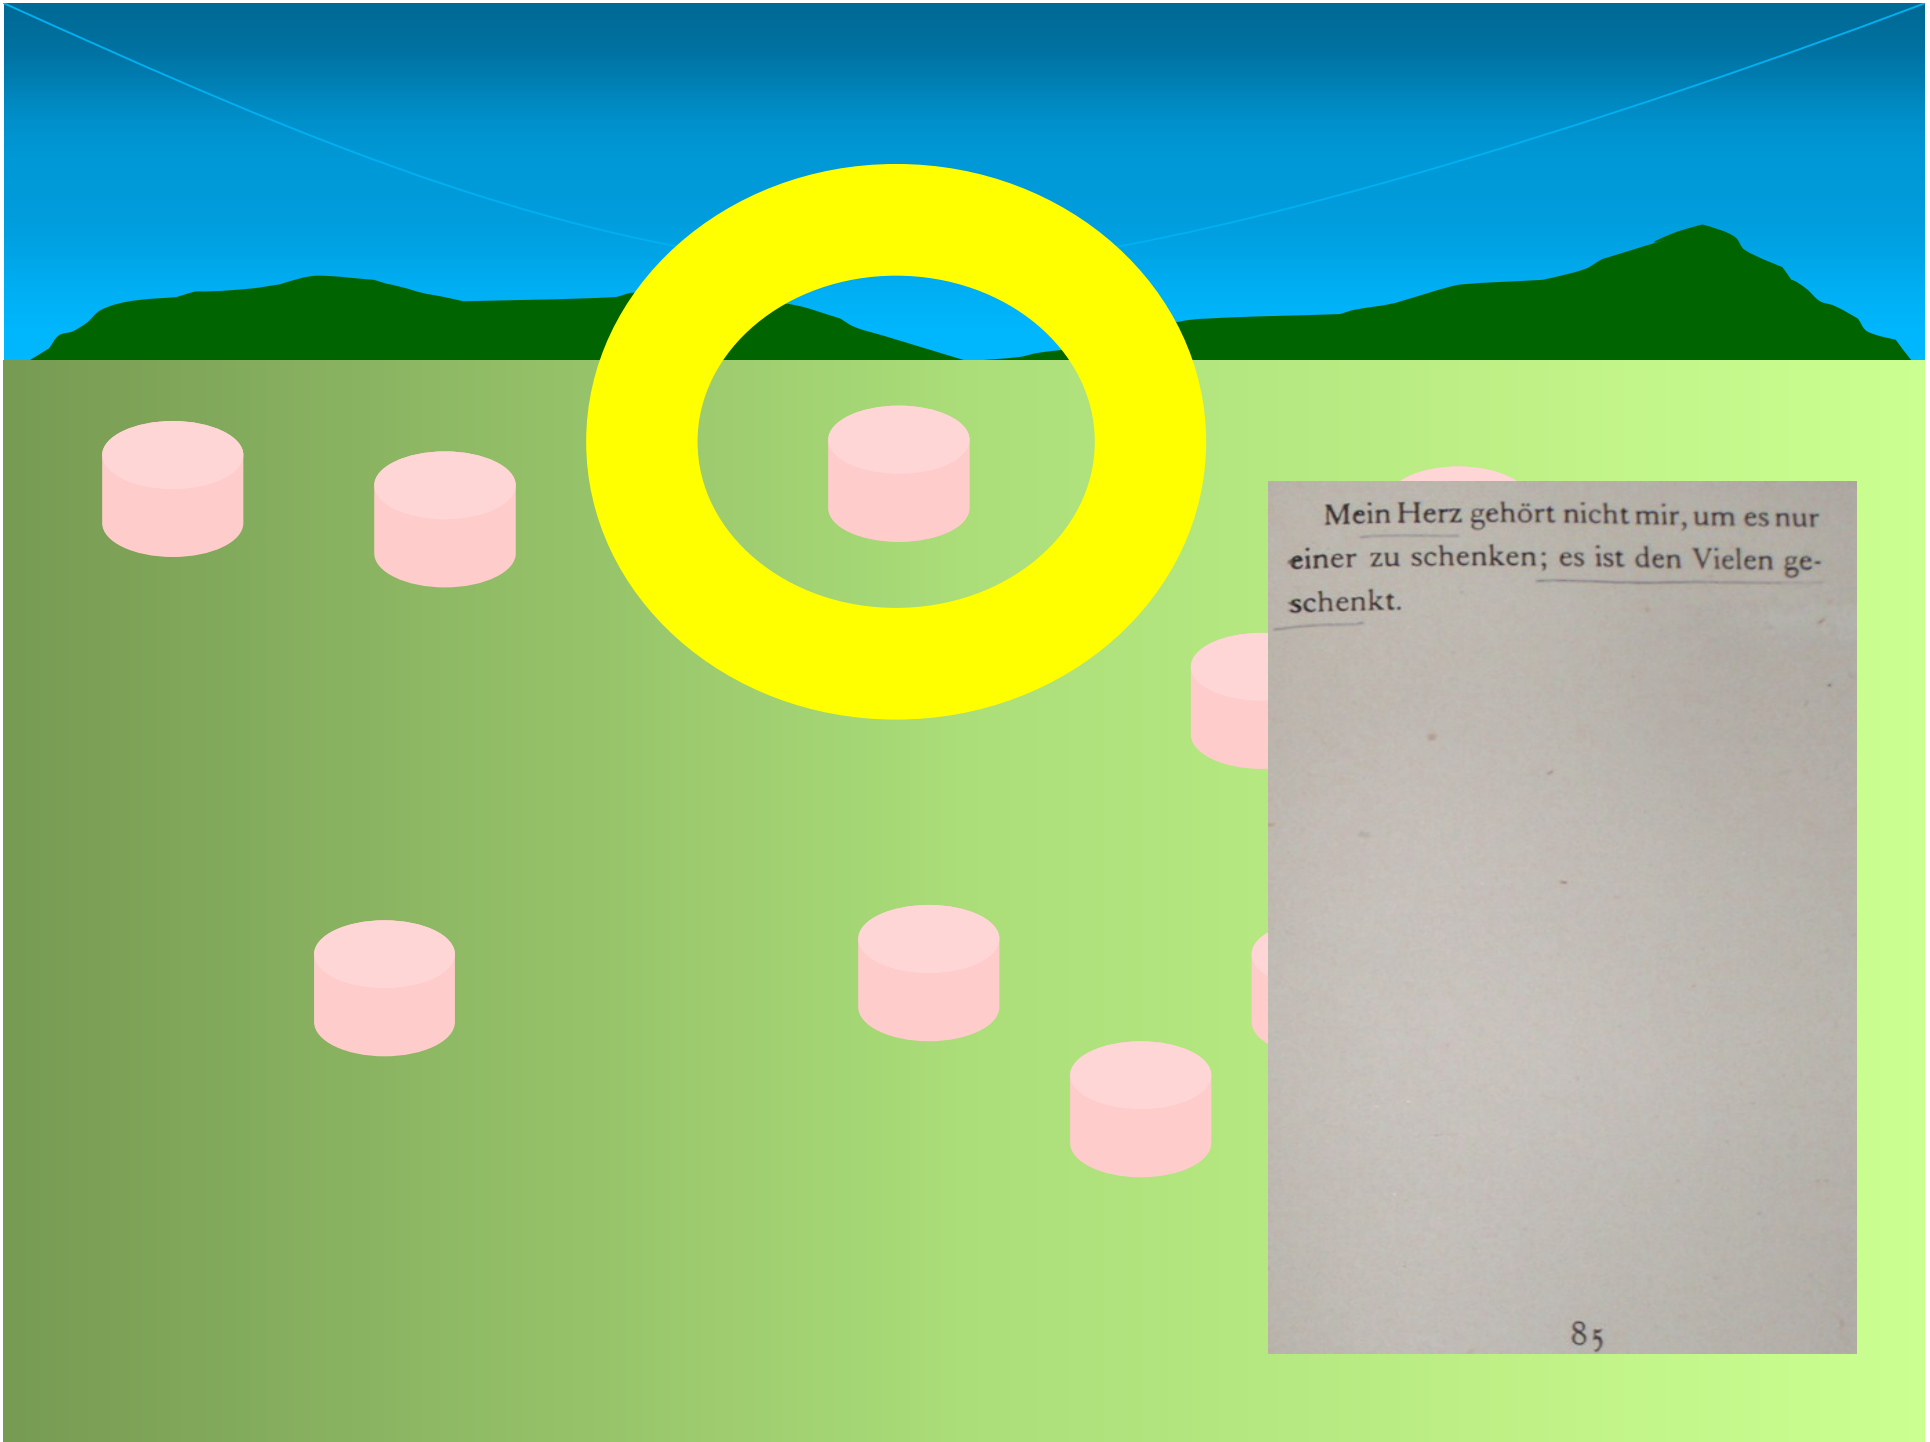 Mein Herz gehört nicht mir, um es nur
einer zu schenken; es ist den Vielen ge-
schenkt.
85